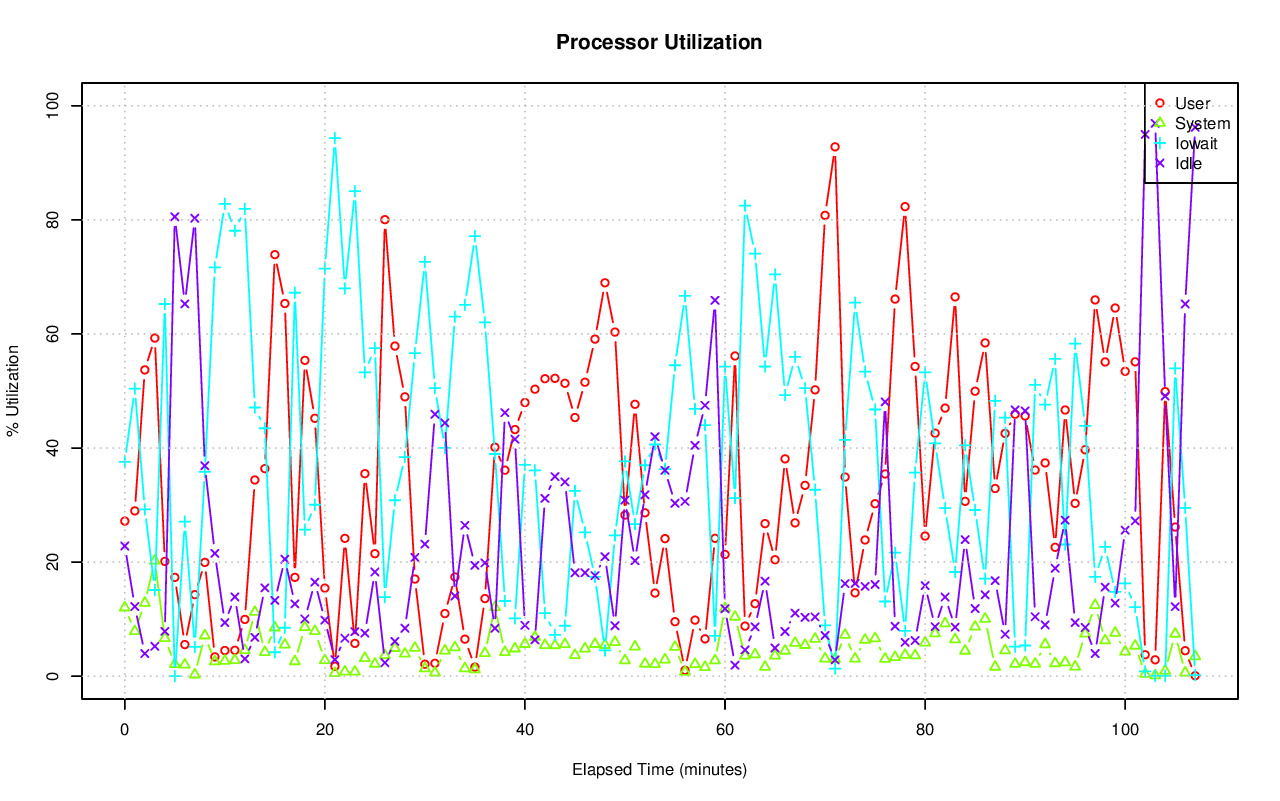 Processor Utilization
% Utilization
100
80
60
40
20
0
User
System
Iowait
Idle
0 20 40 60 80 100
Elapsed Time (minutes)